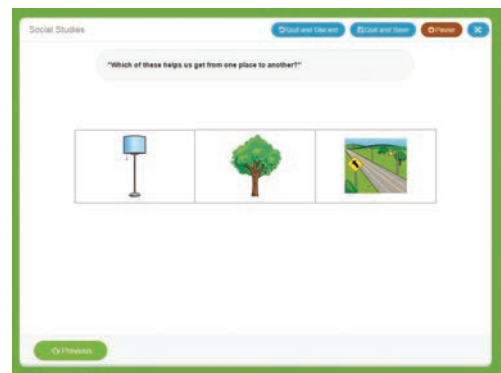 Social Studies
Quit and Discard
Quit and Save
Pause
"Which of these helps us get from one place to another?"
Previous